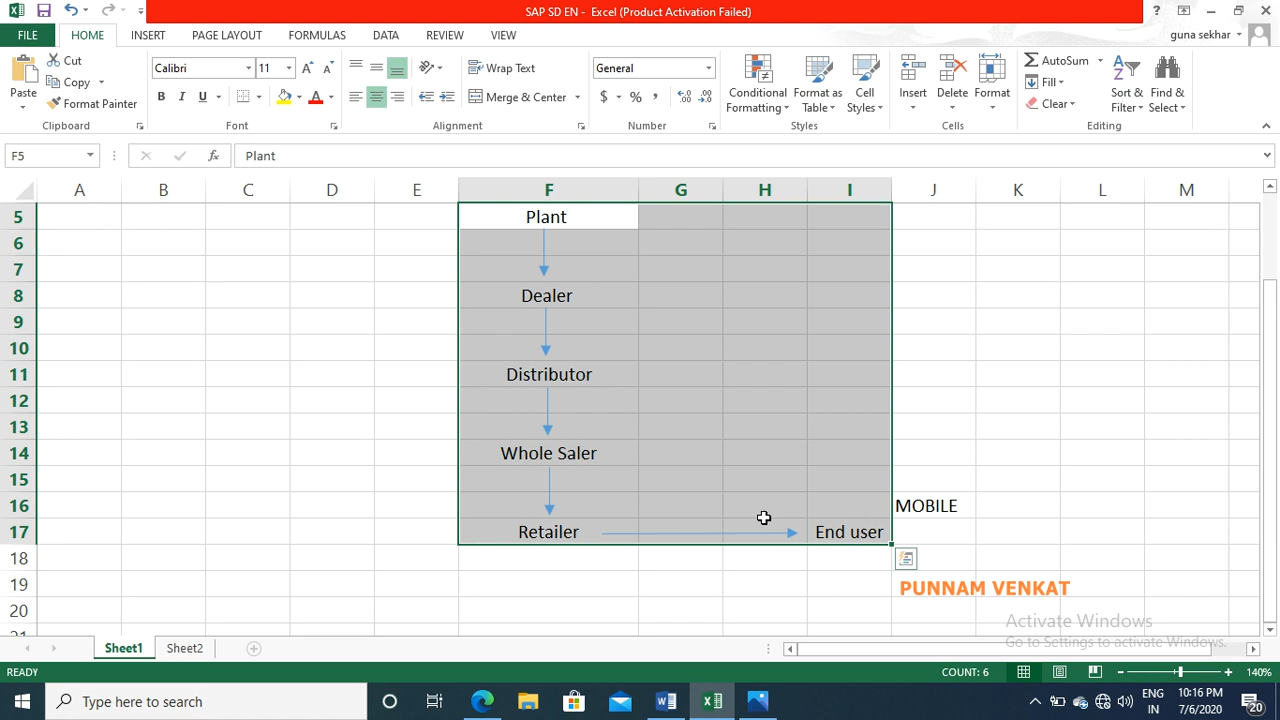 SAP SD EN - Excel (Product Activation Failed)
FILE HOME INSERT PAGE LAYOUT FORMULAS DATA REVIEW VIEW guna sekhar
Paste Cut Copy Format Painter Clipboard
Calibri 11 B I U A Font
Wrap Text Merge & Center Alignment
General $ % , Number
Conditional Formatting Format as Table Cell Styles Styles
Insert Delete Format Cells
AutoSum Fill Clear Sort & Filter Find & Select Editing
F5 fx Plant
A B C D E F G H I J K L M
5 Plant
6
7
8 Dealer
9
10
11 Distributor
12
13
14 Whole Saler
15
16 MOBILE
17 Retailer End user
18
19 PUNNAM VENKAT
20
21
Activate Windows
Go to Settings to activate Windows.
Sheet1 Sheet2
READY COUNT: 6 140%
Type here to search
ENG IN 10:16 PM 7/6/2020 20